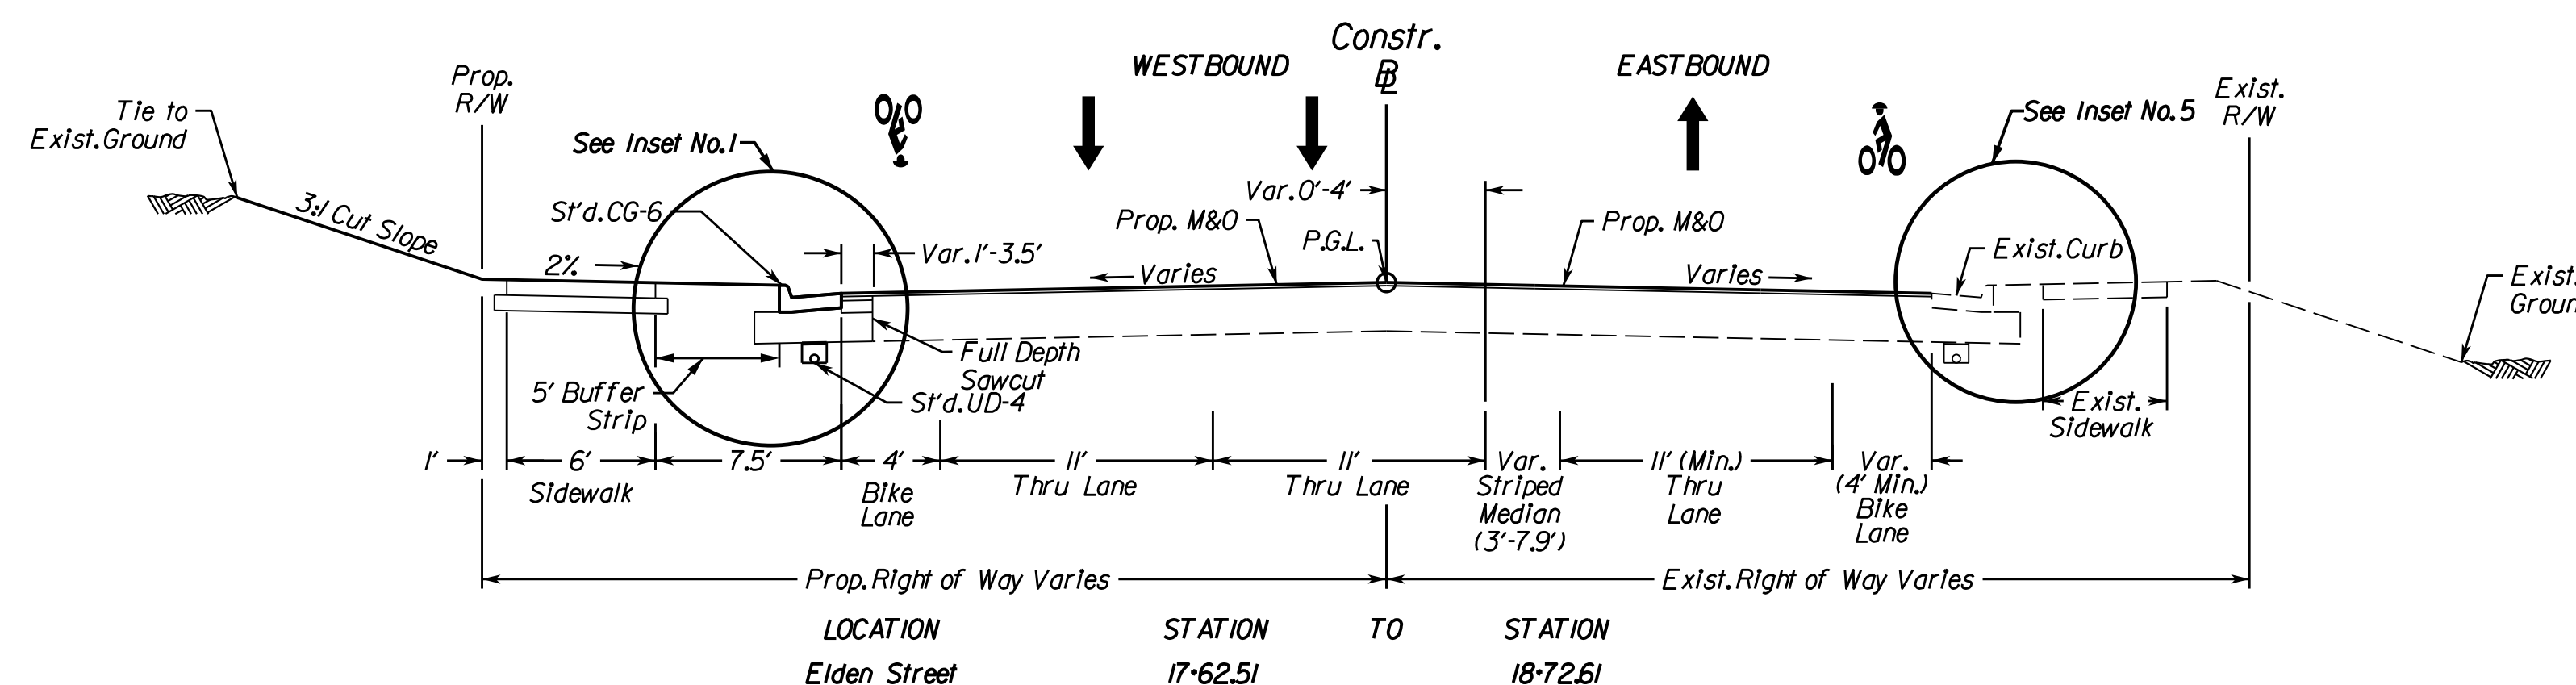 Constr.
BL
WESTBOUND
EASTBOUND
Prop.
R/W
Exist.
R/W
Tie to
Exist. Ground
See Inset No. 1
See Inset No. 5
3:1 Cut Slope
St'd. CG-6
Var. 0'-4'
Prop. M&O
P.G.L.
Prop. M&O
Var. 1'-3.5'
Exist. Curb
2%
Varies
Varies
Exist.
Ground
Full Depth
Sawcut
St'd. UD-4
5' Buffer
Strip
Exist.
Sidewalk
1'
6'
Sidewalk
7.5'
4'
Bike
Lane
11'
Thru Lane
11'
Thru Lane
Var.
Striped
Median
(3'-7.9')
11' (Min.)
Thru
Lane
Var.
(4' Min.)
Bike
Lane
Prop. Right of Way Varies
Exist. Right of Way Varies
LOCATION STATION TO STATION
Elden Street 17+62.51 18+72.61